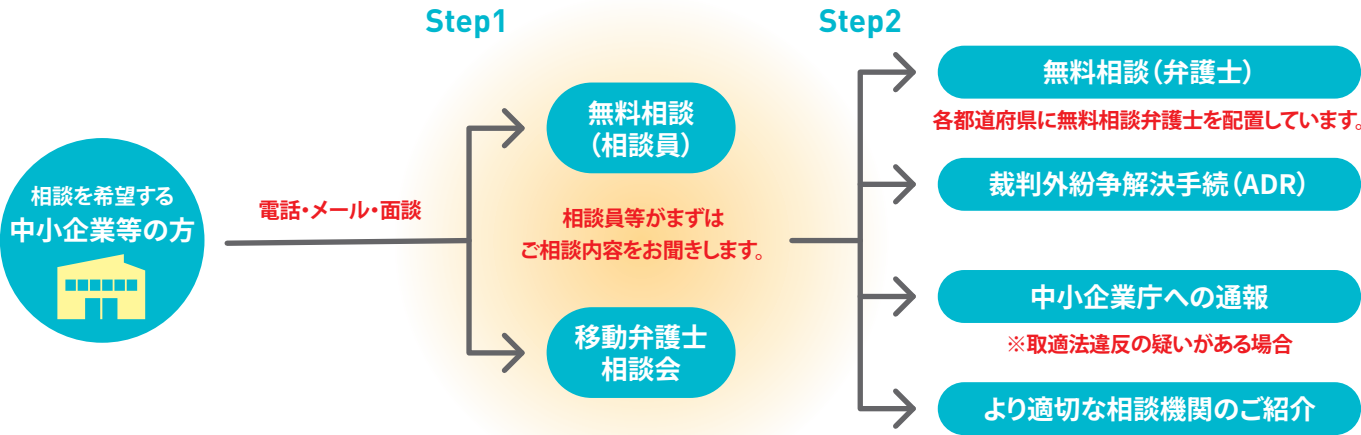 Step1
Step2
相談を希望する
中小企業等の方
電話・メール・面談
無料相談
（相談員）
相談員等がまずは
ご相談内容をお聞きします。
移動弁護士
相談会
無料相談（弁護士）
各都道府県に無料相談弁護士を配置しています。
裁判外紛争解決手続（ADR）
中小企業庁への通報
※取適法違反の疑いがある場合
より適切な相談機関のご紹介